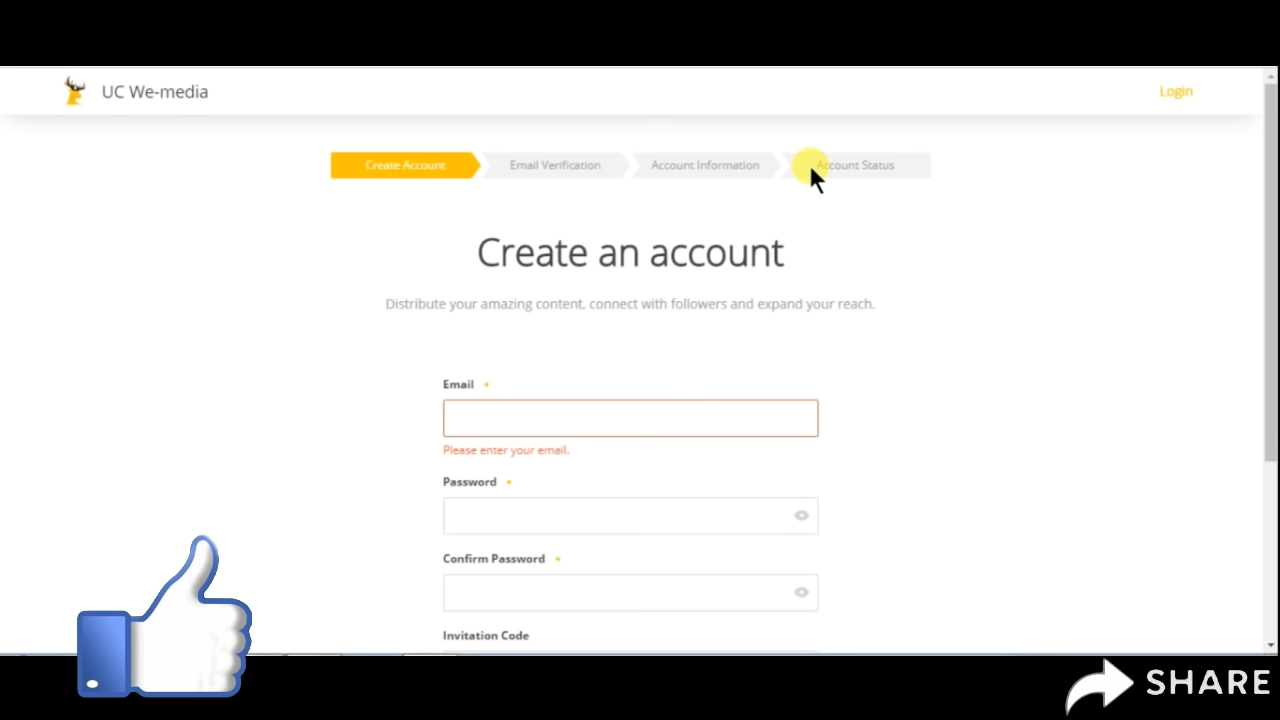 UC We-media
Login
Create Account
Email Verification
Account Information
Account Status
Create an account
Distribute your amazing content, connect with followers and expand your reach.
Email
Please enter your email.
Password
Confirm Password
Invitation Code
SHARE